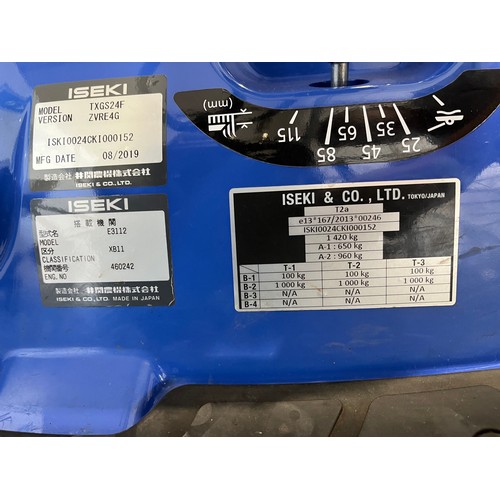 ISEKI
MODEL TXGS24F
VERSION ZVRE4G
ISKI0024CKI000152
MFG DATE 08/2019
製造会社 井関農機株式会社
ISEKI & CO., LTD.
ISEKI
搭載機関
型式名 E3112
MODEL
区分 XB11
CLASSIFICATION
機関番号 460242
ENG.NO
製造会社 井関農機株式会社
ISEKI & CO., LTD. MADE IN JAPAN
(mm)
115 85 65 45 35 25
ISEKI & CO., LTD. TOKYO/JAPAN
T2a
e13*167/2013*00246
ISKI0024CKI000152
1 420 kg
A-1 : 650 kg
A-2 : 960 kg
T-1 T-2 T-3
B-1 100 kg 100 kg 100 kg
B-2 1 000 kg 1 000 kg 1 000 kg
B-3 N/A N/A N/A
B-4 N/A N/A N/A